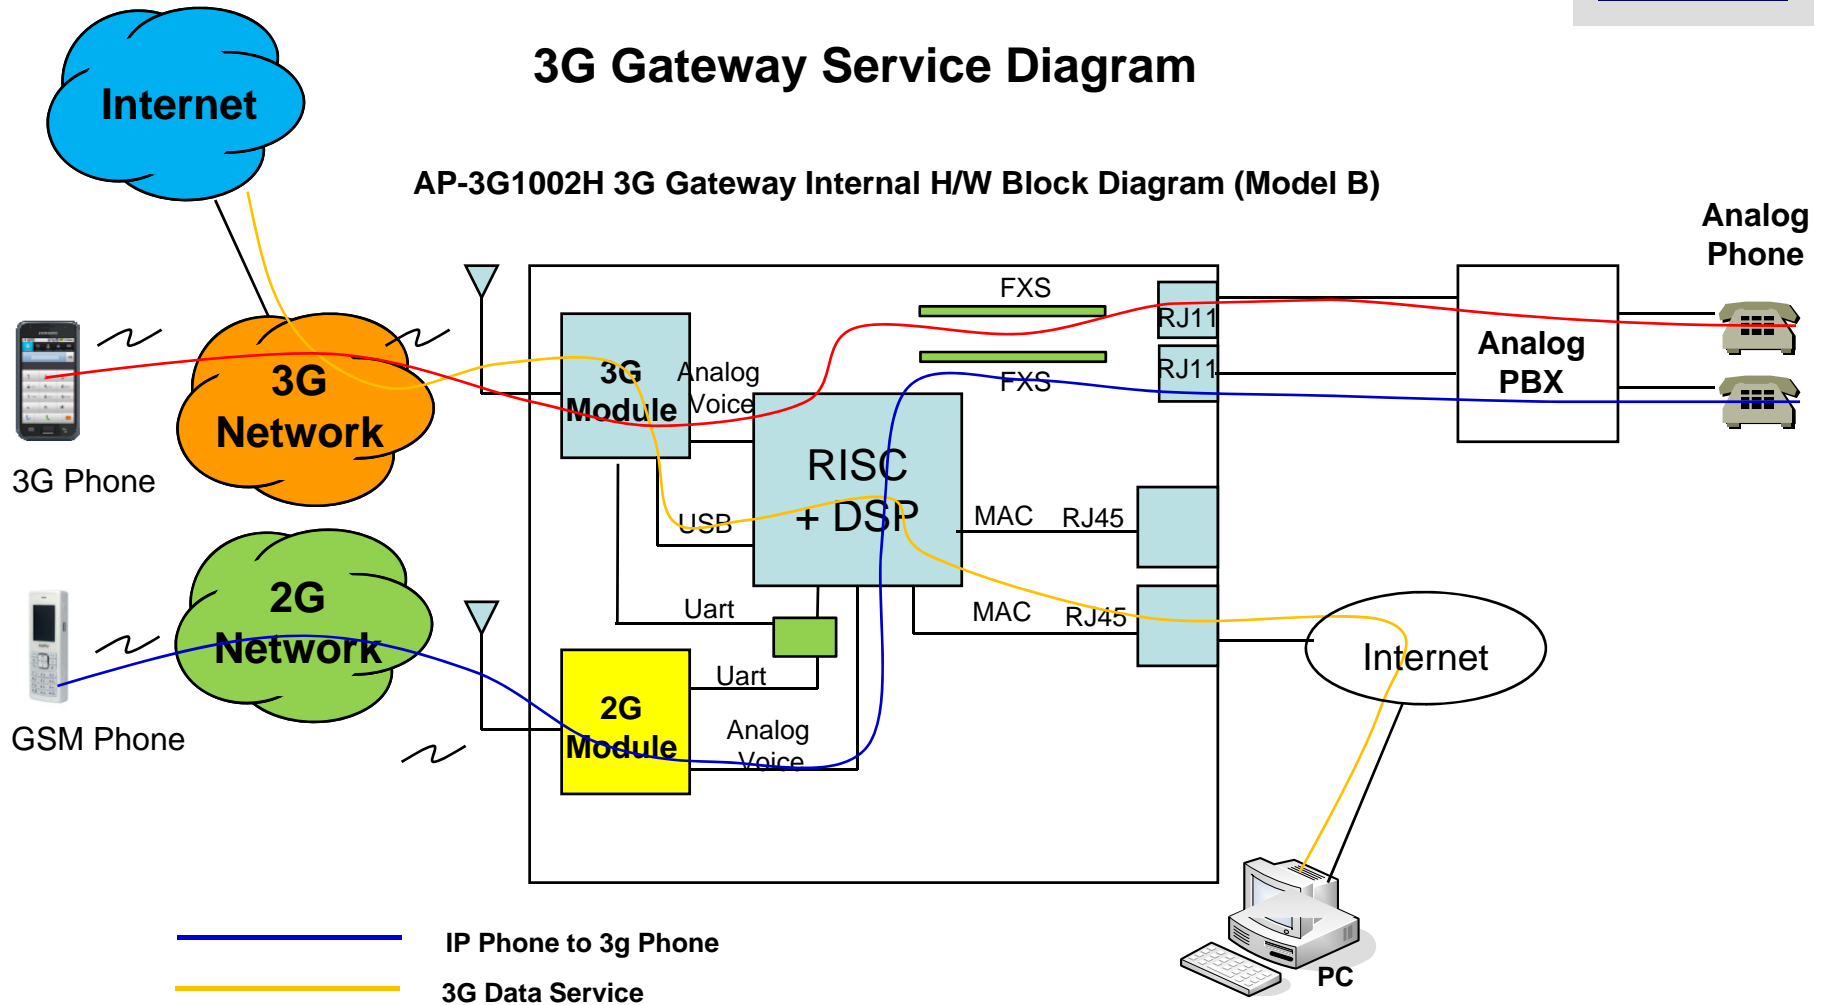 3G Gateway Service Diagram
Internet
AP-3G1002H 3G Gateway Internal H/W Block Diagram (Model B)
Analog
Phone
FXS
RJ11
3G
Module
Analog
Voice
FXS
RJ11
Analog
PBX
3G
Network
3G Phone
RISC
+ DSP
USB
MAC
RJ45
2G
Network
Uart
MAC
RJ45
Internet
Uart
2G
Module
Analog
Voice
GSM Phone
IP Phone to 3g Phone
PC
3G Data Service